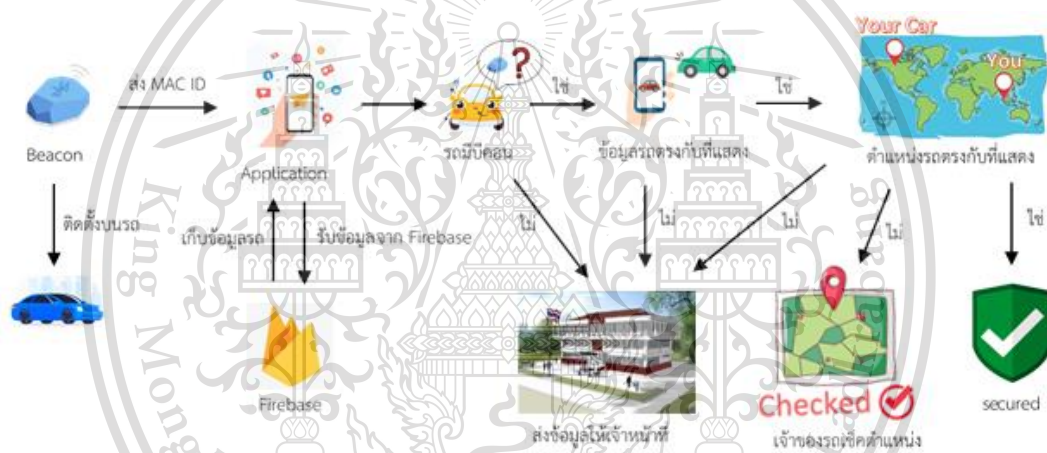 Your Car
You
?
ส่ง MAC ID
ใช่
ใช่
Beacon
Application
รถมีบีคอน
ข้อมูลรถตรงกับที่แสดง
ตำแหน่งรถตรงกับที่แสดง
ติดตั้งบนรถ
เก็บข้อมูลรถ
รับข้อมูลจาก Firebase
ไม่
ไม่
ไม่
ไม่
ใช่
King Mong
Firebase
ส่งข้อมูลให้เจ้าหน้าที่
Checked
เจ้าของรถเช็คตำแหน่ง
secured